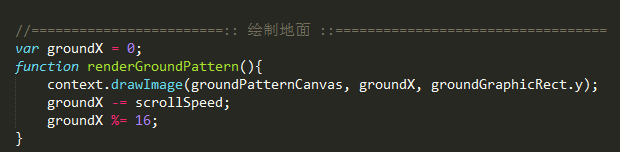 //========================:: 绘制地面 ::==================================
var groundX = 0;
function renderGroundPattern(){
    context.drawImage(groundPatternCanvas, groundX, groundGraphicRect.y);
    groundX -= scrollSpeed;
    groundX %= 16;
}